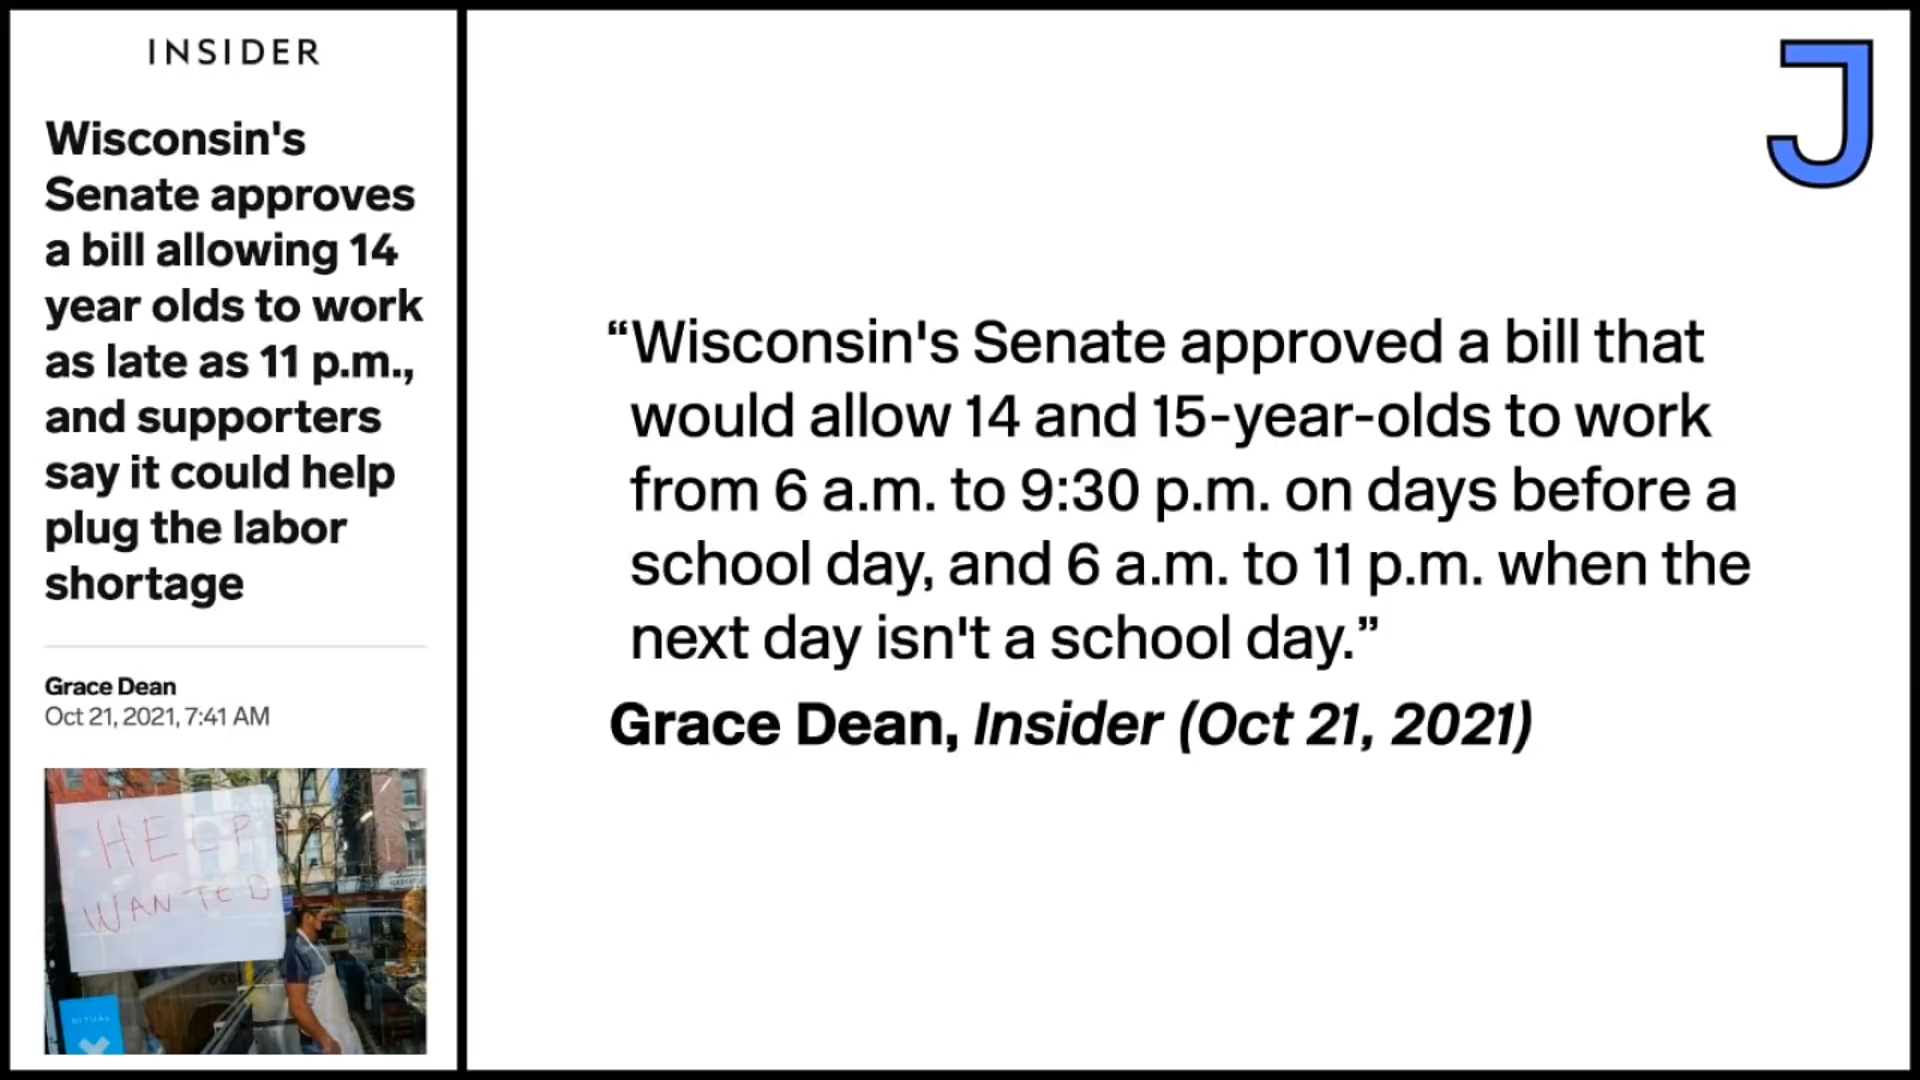 INSIDER
Wisconsin's
Senate approves
a bill allowing 14
year olds to work
as late as 11 p.m.,
and supporters
say it could help
plug the labor
shortage
Grace Dean
Oct 21, 2021, 7:41 AM
HELP
WANTED
RITUAL
J
“Wisconsin's Senate approved a bill that
would allow 14 and 15-year-olds to work
from 6 a.m. to 9:30 p.m. on days before a
school day, and 6 a.m. to 11 p.m. when the
next day isn't a school day.”
Grace Dean, Insider (Oct 21, 2021)